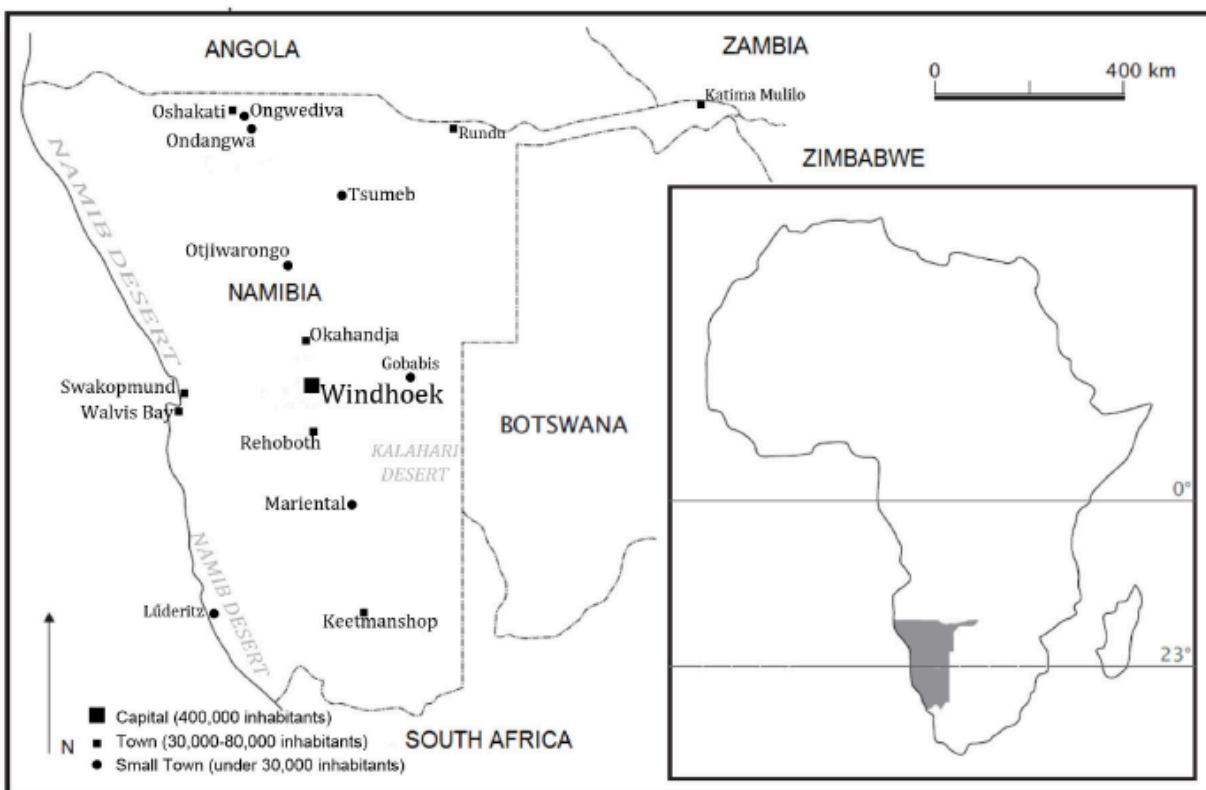 ANGOLA
ZAMBIA
0 400 km
Katima Mulilo
Oshakati
Ongwediva
Ondangwa
Rundu
ZIMBABWE
NAMIB DESERT
Tsumeb
Otjiwarongo
NAMIBIA
Okahandja
Gobabis
Swakopmund
Windhoek
Walvis Bay
BOTSWANA
Rehoboth
KALAHARI
DESERT
0°
Mariental
NAMIB DESERT
Lűderitz
Keetmanshop
23°
Capital (400,000 inhabitants)
N
Town (30,000-80,000 inhabitants)
SOUTH AFRICA
Small Town (under 30,000 inhabitants)